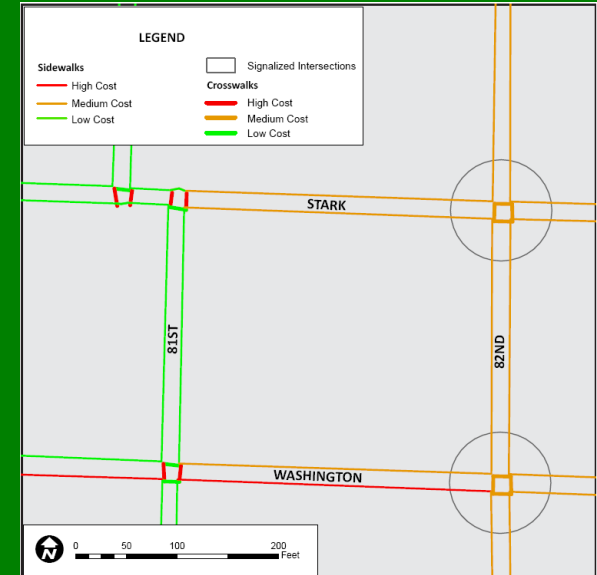 LEGEND
Sidewalks
High Cost
Medium Cost
Low Cost
Signalized Intersections
Crosswalks
High Cost
Medium Cost
Low Cost
STARK
81ST
82ND
WASHINGTON
N
0 50 100 200
Feet